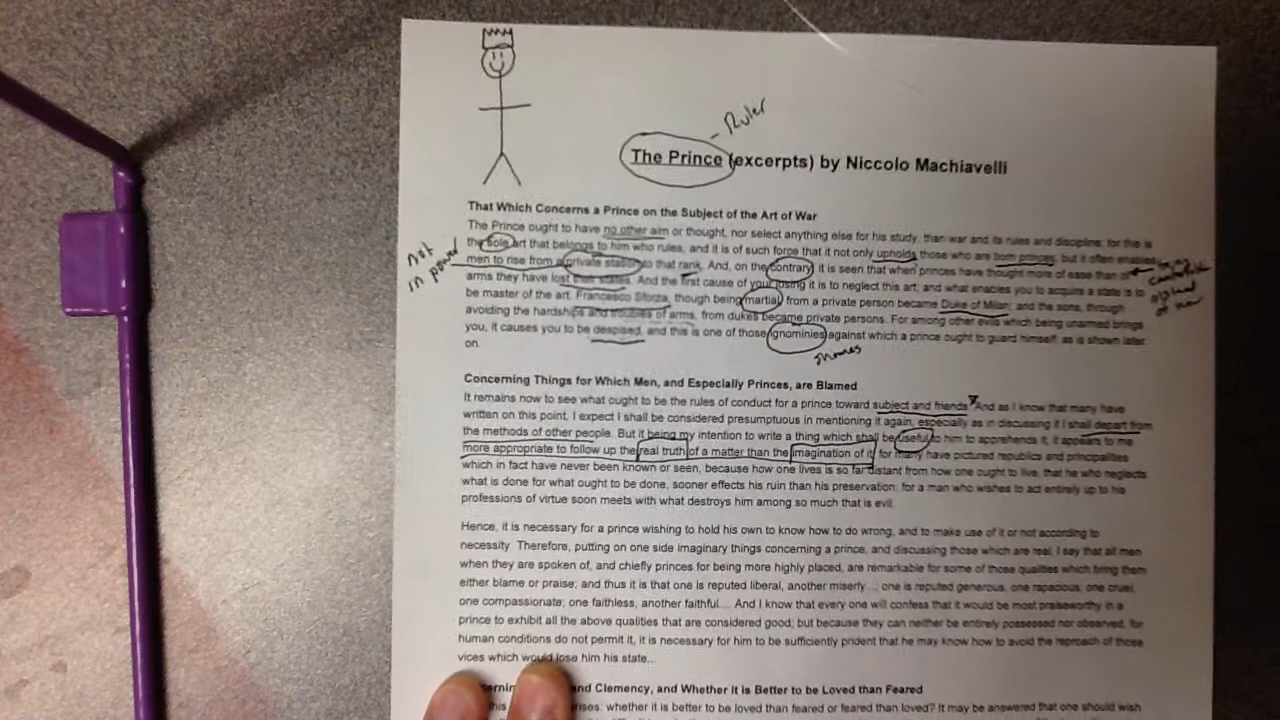 - Ruler
The Prince (excerpts) by Niccolo Machiavelli
That Which Concerns a Prince on the Subject of the Art of War
The Prince ought to have no other aim or thought, nor select anything else for his study, than war and its rules and discipline; for this is
the sole art that belongs to him who rules, and it is of such force that it not only upholds those who are born princes, but it often enables
not in power
men to rise from a private station to that rank. And, on the contrary, it is seen that when princes have thought more of ease than of
arms they have lost their states. And the first cause of your losing it is to neglect this art; and what enables you to acquire a state is to
be master of the art. Francesco Sforza, though being martial, from a private person became Duke of Milan; and the sons, through
avoiding the hardships and troubles of arms, from dukes became private persons. For among other evils which being unarmed brings
you, it causes you to be despised, and this is one of those ignominies against which a prince ought to guard himself, as is shown later
on.
shames
Concerning Things for Which Men, and Especially Princes, are Blamed
It remains now to see what ought to be the rules of conduct for a prince toward subject and friends And as I know that many have
written on this point, I expect I shall be considered presumptuous in mentioning it again, especially as in discussing it I shall depart from
the methods of other people. But it being my intention to write a thing which shall be useful to him to apprehends it, it appears to me
more appropriate to follow up the real truth of a matter than the imagination of it; for many have pictured republics and principalities
which in fact have never been known or seen, because how one lives is so far distant from how one ought to live, that he who neglects
what is done for what ought to be done, sooner effects his ruin than his preservation; for a man who wishes to act entirely up to his
professions of virtue soon meets with what destroys him among so much that is evil.
Hence, it is necessary for a prince wishing to hold his own to know how to do wrong, and to make use of it or not according to
necessity. Therefore, putting on one side imaginary things concerning a prince, and discussing those which are real, I say that all men
when they are spoken of, and chiefly princes for being more highly placed, are remarkable for some of those qualities which bring them
either blame or praise; and thus it is that one is reputed liberal, another miserly... one is reputed generous, one rapacious; one cruel,
one compassionate; one faithless, another faithful.... And I know that every one will confess that it would be most praiseworthy in a
prince to exhibit all the above qualities that are considered good; but because they can neither be entirely possessed nor observed, for
human conditions do not permit it, it is necessary for him to be sufficiently prident that he may know how to avoid the reproach of those
vices which would lose him his state...
and Clemency, and Whether It is Better to be Loved than Feared
whether it is better to be loved than feared or feared than loved? It may be answered that one should wish